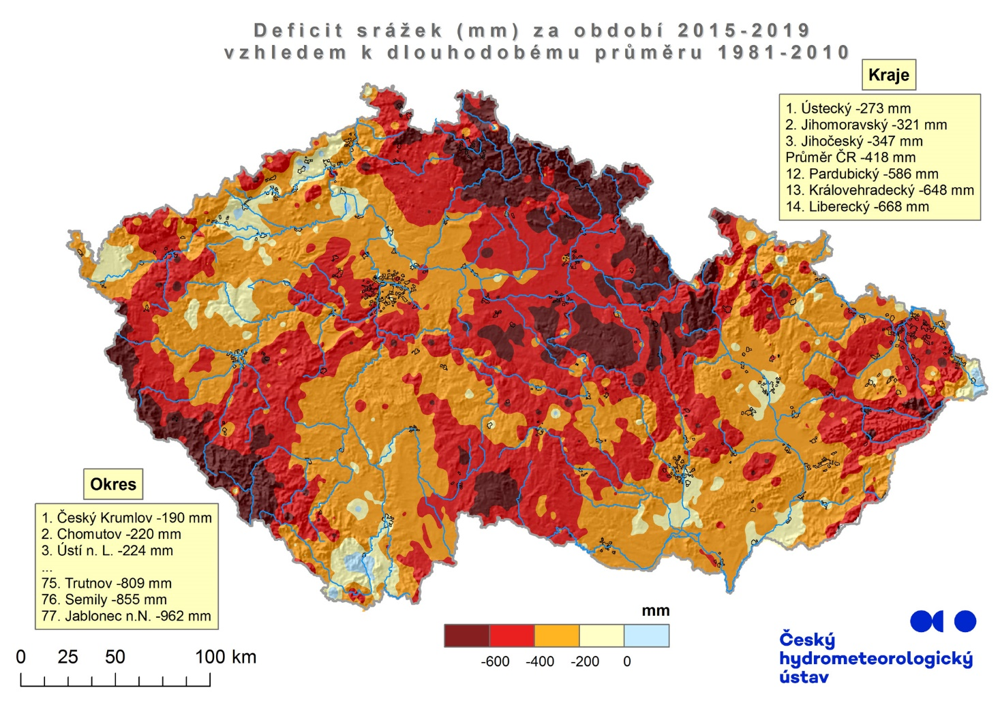 Deficit srážek (mm) za období 2015-2019
vzhledem k dlouhodobému průměru 1981-2010
Kraje
1. Ústecký -273 mm
2. Jihomoravský -321 mm
3. Jihočeský -347 mm
Průměr ČR -418 mm
12. Pardubický -586 mm
13. Královehradecký -648 mm
14. Liberecký -668 mm
Okres
1. Český Krumlov -190 mm
2. Chomutov -220 mm
3. Ústí n. L. -224 mm
...
75. Trutnov -809 mm
76. Semily -855 mm
77. Jablonec n.N. -962 mm
0 25 50 100 km
mm
-600 -400 -200 0
Český
hydrometeorologický
ústav